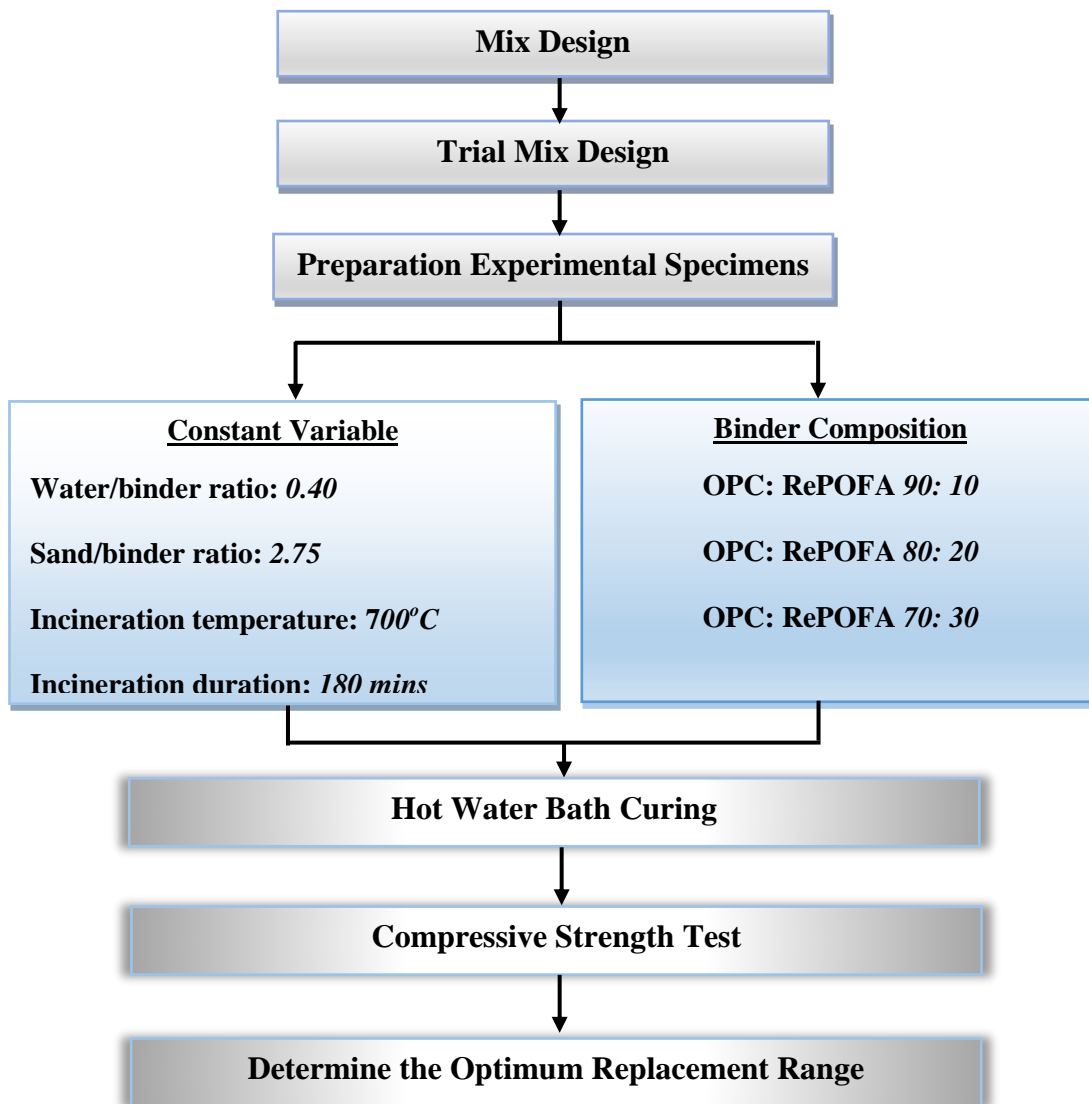 Mix Design
Trial Mix Design
Preparation Experimental Specimens
Constant Variable
Water/binder ratio: 0.40
Sand/binder ratio: 2.75
Incineration temperature: 700°C
Incineration duration: 180 mins
Binder Composition
OPC: RePOFA 90: 10
OPC: RePOFA 80: 20
OPC: RePOFA 70: 30
Hot Water Bath Curing
Compressive Strength Test
Determine the Optimum Replacement Range